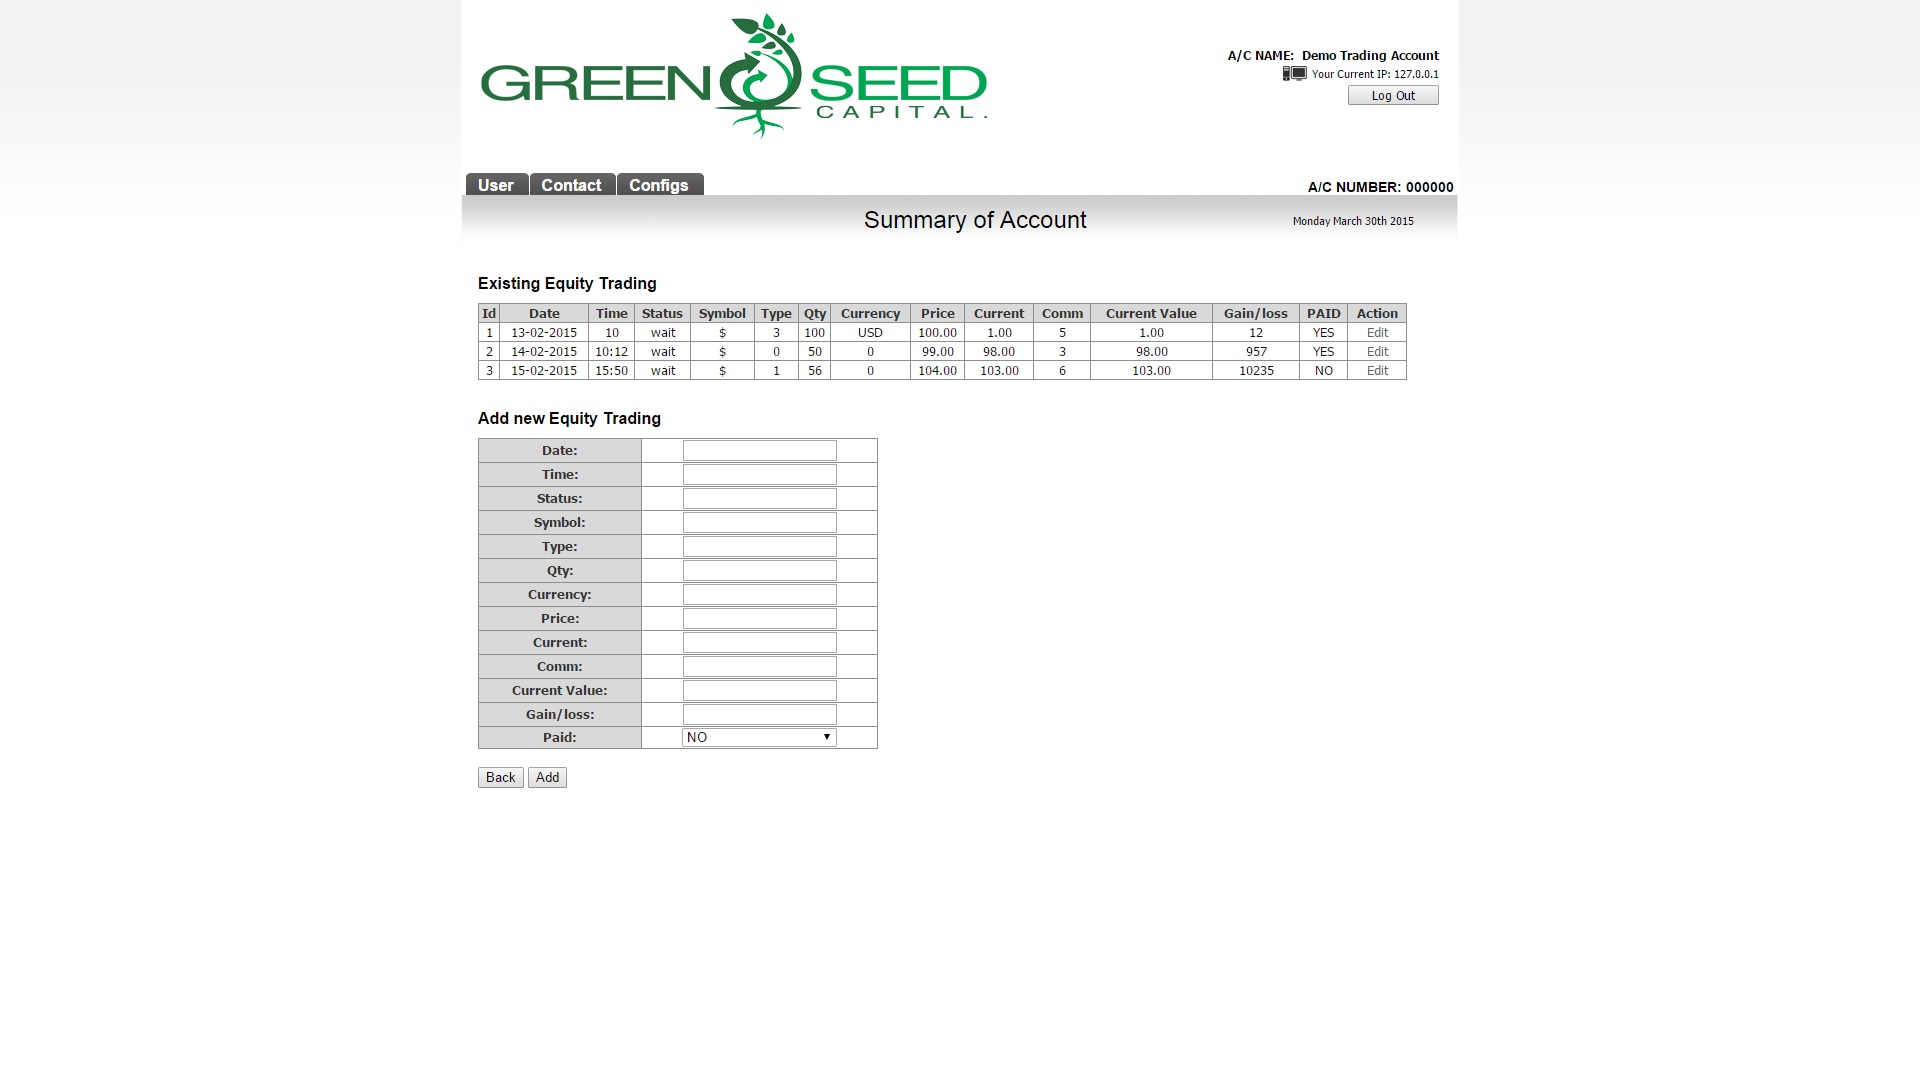 GREEN SEED
CAPITAL.
A/C NAME: Demo Trading Account
Your Current IP: 127.0.0.1
Log Out
User Contact Configs
A/C NUMBER: 000000
Summary of Account
Monday March 30th 2015
Existing Equity Trading
Id Date Time Status Symbol Type Qty Currency Price Current Comm Current Value Gain/loss PAID Action
1 13-02-2015 10 wait $ 3 100 USD 100.00 1.00 5 1.00 12 YES Edit
2 14-02-2015 10:12 wait $ 0 50 0 99.00 98.00 3 98.00 957 YES Edit
3 15-02-2015 15:50 wait $ 1 56 0 104.00 103.00 6 103.00 10235 NO Edit
Add new Equity Trading
Date:
Time:
Status:
Symbol:
Type:
Qty:
Currency:
Price:
Current:
Comm:
Current Value:
Gain/loss:
Paid: NO
Back Add